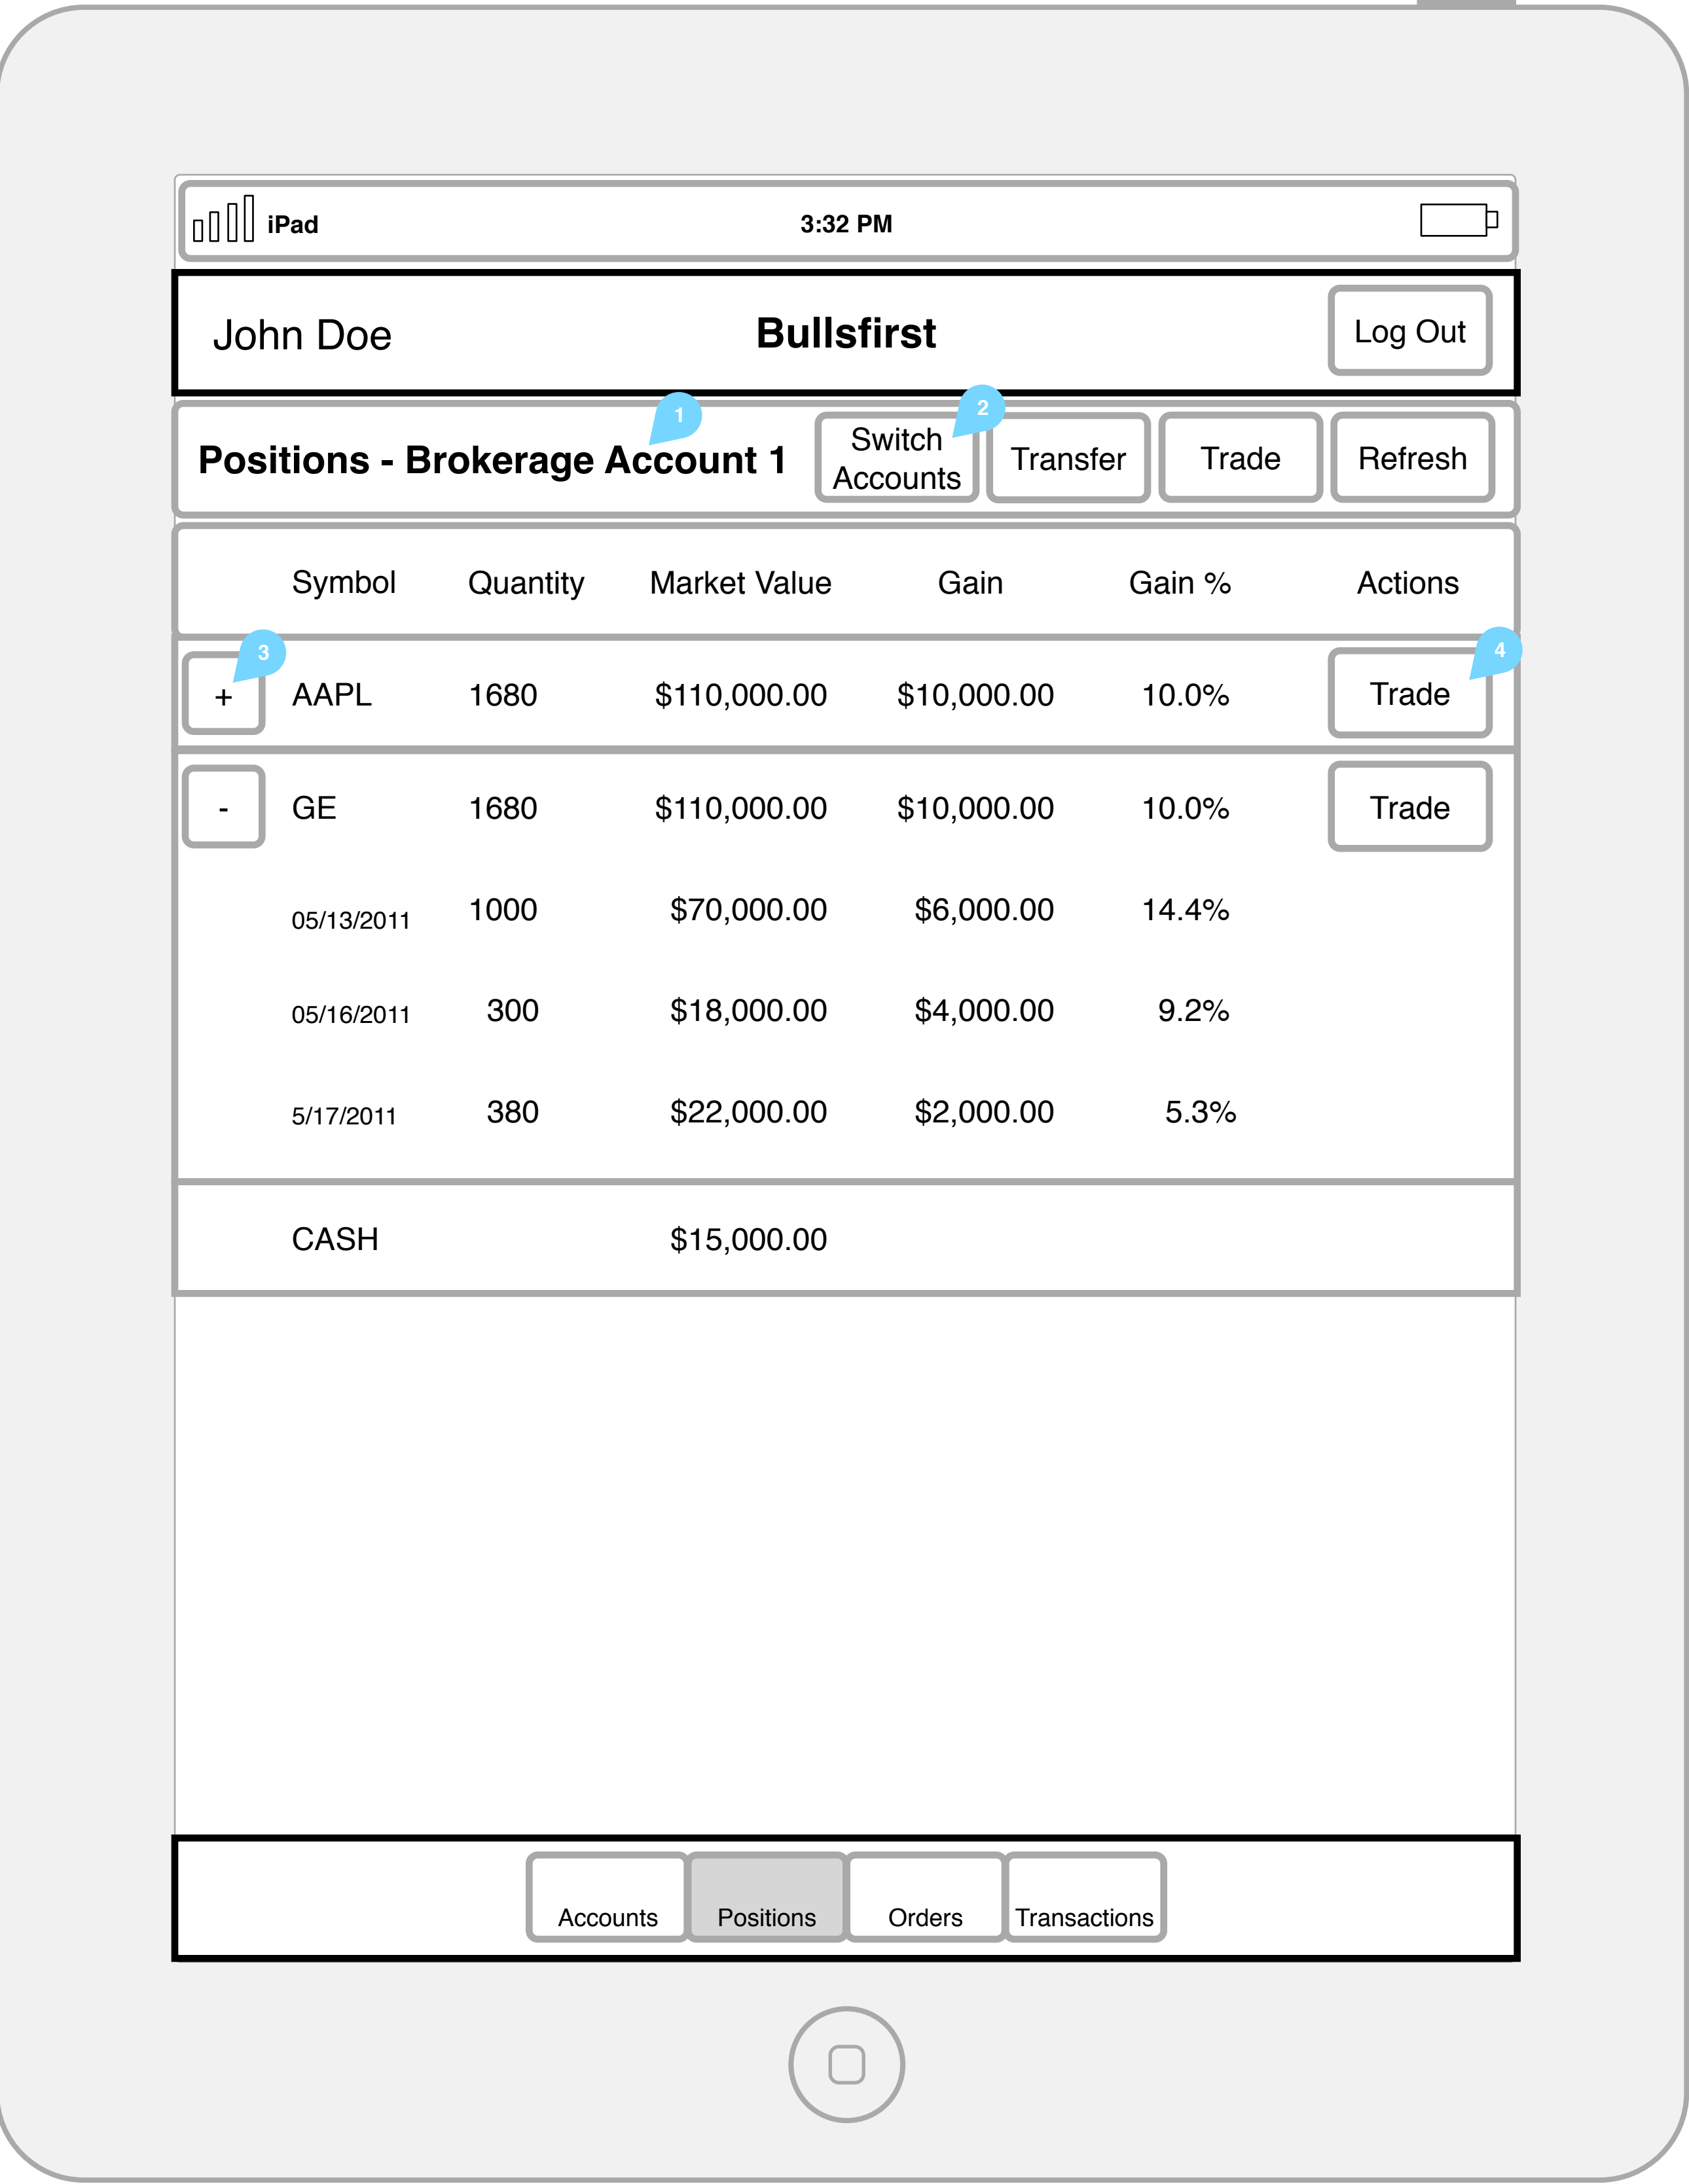 iPad 3:32 PM
John Doe Bullsfirst Log Out
1 2
Positions - Brokerage Account 1 Switch Accounts Transfer Trade Refresh
Symbol Quantity Market Value Gain Gain % Actions
3 4
+ AAPL 1680 $110,000.00 $10,000.00 10.0% Trade
- GE 1680 $110,000.00 $10,000.00 10.0% Trade
05/13/2011 1000 $70,000.00 $6,000.00 14.4%
05/16/2011 300 $18,000.00 $4,000.00 9.2%
5/17/2011 380 $22,000.00 $2,000.00 5.3%
CASH $15,000.00
Accounts Positions Orders Transactions